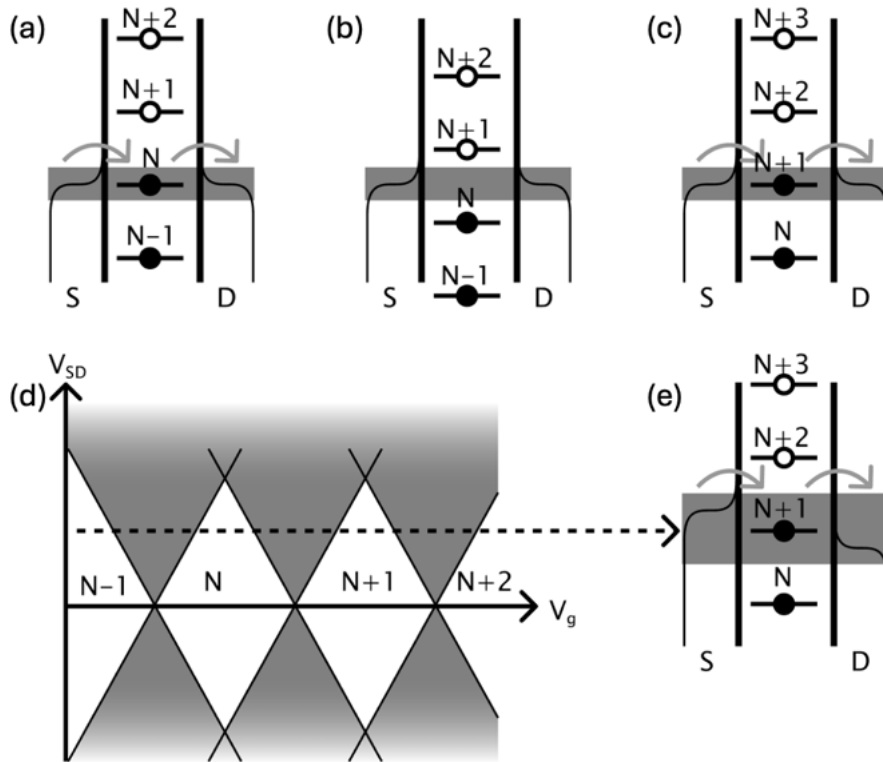 (a)
N+2
N+1
N
N-1
S D
(b)
N+2
N+1
N
N-1
S D
(c)
N+3
N+2
N+1
N
S D
(d)
V_SD
N-1 N N+1 N+2
V_g
(e)
N+3
N+2
N+1
N
S D